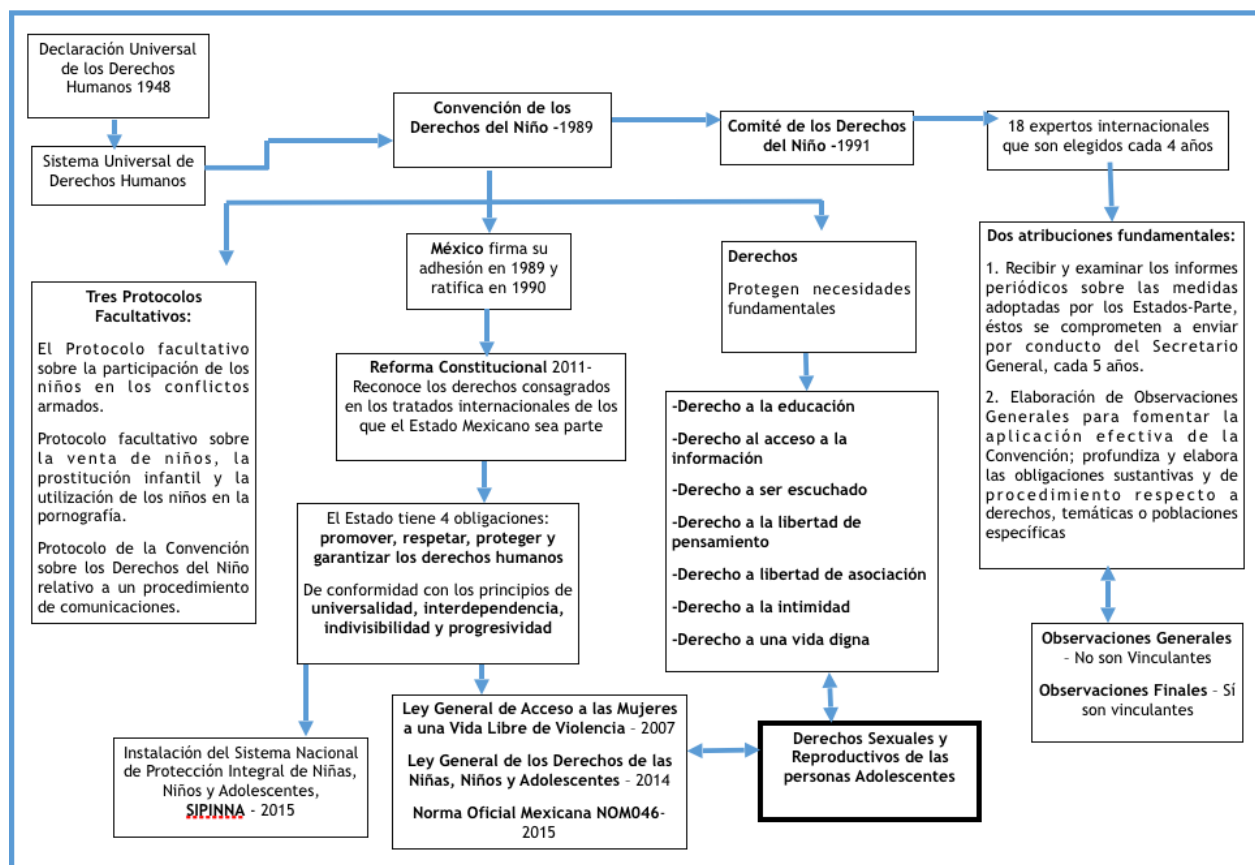 Declaración Universal
de los Derechos
Humanos 1948
Sistema Universal de
Derechos Humanos
Convención de los
Derechos del Niño -1989
Comité de los Derechos
del Niño -1991
18 expertos internacionales
que son elegidos cada 4 años
Tres Protocolos
Facultativos:
El Protocolo facultativo
sobre la participación de los
niños en los conflictos
armados.
Protocolo facultativo sobre
la venta de niños, la
prostitución infantil y la
utilización de los niños en la
pornografía.
Protocolo de la Convención
sobre los Derechos del Niño
relativo a un procedimiento
de comunicaciones.
México firma su
adhesión en 1989 y
ratifica en 1990
Reforma Constitucional 2011-
Reconoce los derechos consagrados
en los tratados internacionales de los
que el Estado Mexicano sea parte
El Estado tiene 4 obligaciones:
promover, respetar, proteger y
garantizar los derechos humanos
De conformidad con los principios de
universalidad, interdependencia,
indivisibilidad y progresividad
Instalación del Sistema Nacional
de Protección Integral de Niñas,
Niños y Adolescentes,
SIPINNA - 2015
Ley General de Acceso a las Mujeres
a una Vida Libre de Violencia – 2007
Ley General de los Derechos de las
Niñas, Niños y Adolescentes – 2014
Norma Oficial Mexicana NOM046-
2015
Derechos
Protegen necesidades
fundamentales
-Derecho a la educación
-Derecho al acceso a la
información
-Derecho a ser escuchado
-Derecho a la libertad de
pensamiento
-Derecho a libertad de asociación
-Derecho a la intimidad
-Derecho a una vida digna
Derechos Sexuales y
Reproductivos de las
personas Adolescentes
Dos atribuciones fundamentales:
1. Recibir y examinar los informes
periódicos sobre las medidas
adoptadas por los Estados-Parte,
éstos se comprometen a enviar
por conducto del Secretario
General, cada 5 años.
2. Elaboración de Observaciones
Generales para fomentar la
aplicación efectiva de la
Convención; profundiza y elabora
las obligaciones sustantivas y de
procedimiento respecto a
derechos, temáticas o poblaciones
específicas
Observaciones Generales
– No son Vinculantes
Observaciones Finales – Sí
son vinculantes